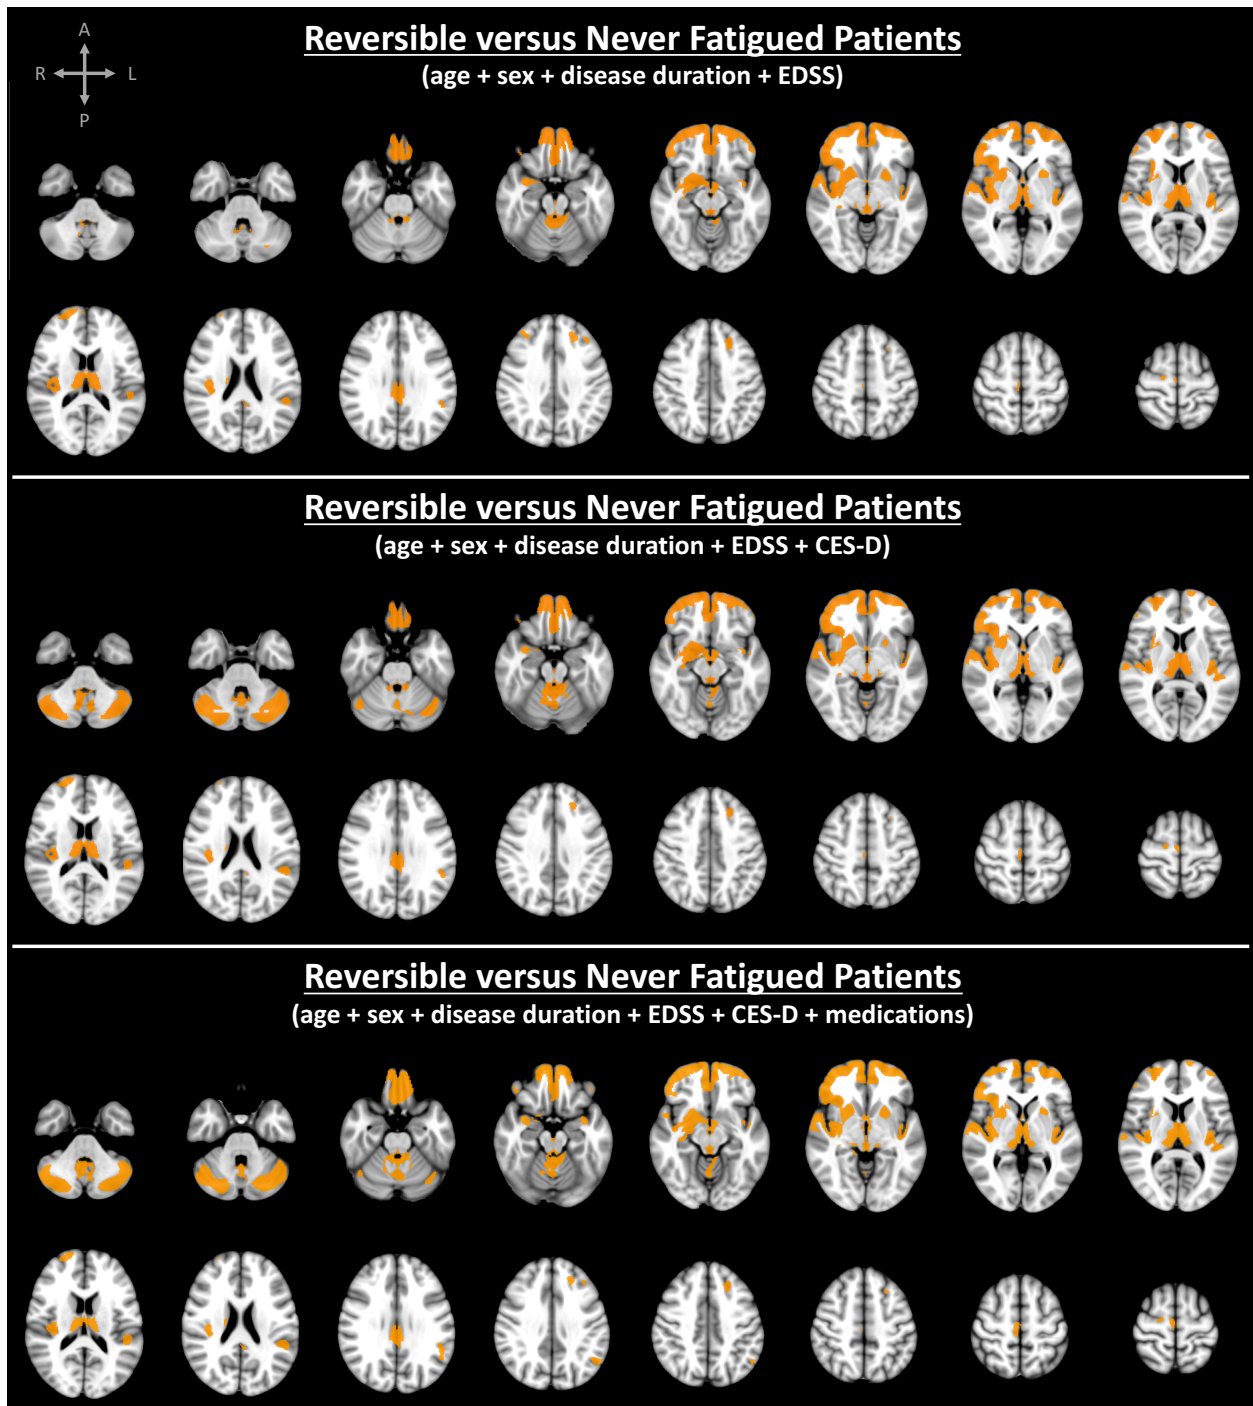 A
R L
P
Reversible versus Never Fatigued Patients
(age + sex + disease duration + EDSS)
Reversible versus Never Fatigued Patients
(age + sex + disease duration + EDSS + CES-D)
Reversible versus Never Fatigued Patients
(age + sex + disease duration + EDSS + CES-D + medications)